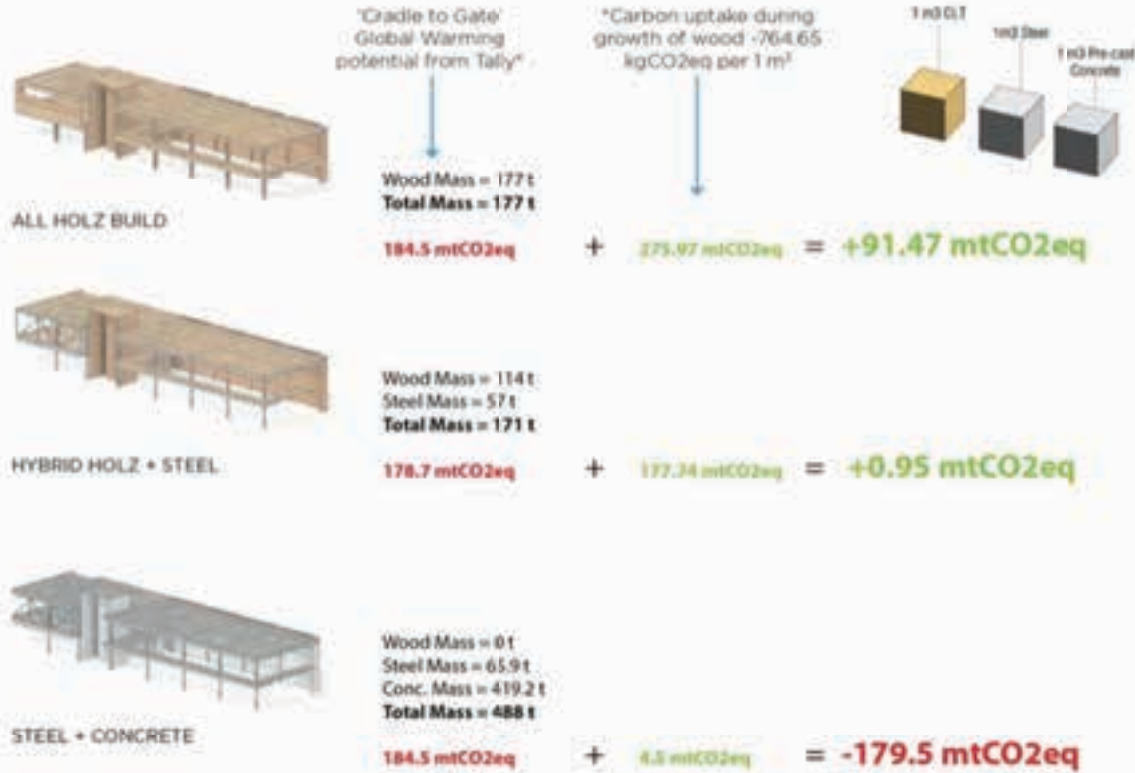 'Cradle to Gate'
Global Warming
potential from Tally*
*Carbon uptake during
growth of wood -764.65
kgCO2eq per 1 m³
1 m3 CLT
1m3 Steel
1 m3 Pre-cast
Concrete
Wood Mass = 177 t
Total Mass = 177 t
ALL HOLZ BUILD
184.5 mtCO2eq + 275.97 mtCO2eq = +91.47 mtCO2eq
Wood Mass = 114 t
Steel Mass = 57 t
Total Mass = 171 t
HYBRID HOLZ + STEEL
178.7 mtCO2eq + 177.74 mtCO2eq = +0.95 mtCO2eq
Wood Mass = 0 t
Steel Mass = 65.9 t
Conc. Mass = 419.2 t
Total Mass = 488 t
STEEL + CONCRETE
184.5 mtCO2eq + 4.5 mtCO2eq = -179.5 mtCO2eq